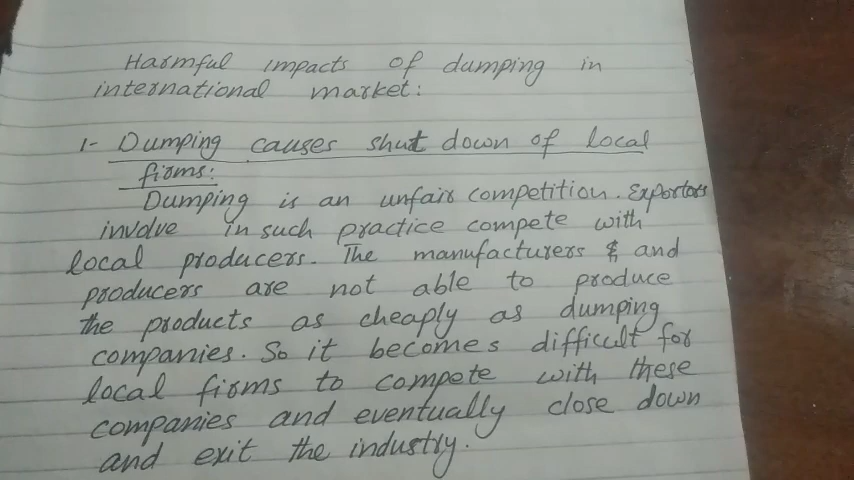 Harmful impacts of dumping in
international market:
1- Dumping causes shut down of local
firms:
Dumping is an unfair competition. Exportors
involve in such practice compete with
local producers. The manufacturers & and
producers are not able to produce
the products as cheaply as dumping
companies. So it becomes difficult for
local firms to compete with these
companies and eventually close down
and exit the industry.